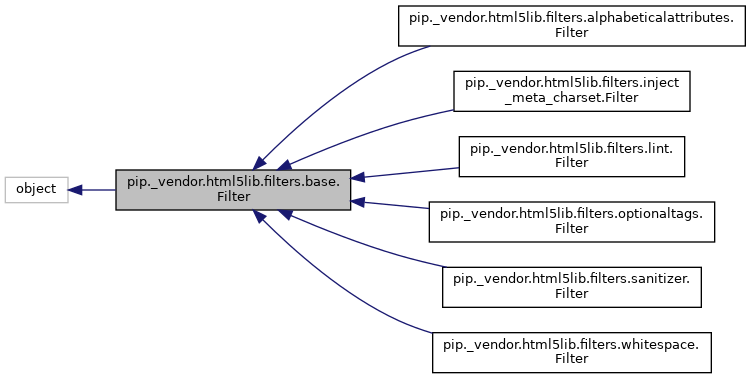 object
pip._vendor.html5lib.filters.base.
Filter
pip._vendor.html5lib.filters.alphabeticalattributes.
Filter
pip._vendor.html5lib.filters.inject
_meta_charset.Filter
pip._vendor.html5lib.filters.lint.
Filter
pip._vendor.html5lib.filters.optionaltags.
Filter
pip._vendor.html5lib.filters.sanitizer.
Filter
pip._vendor.html5lib.filters.whitespace.
Filter